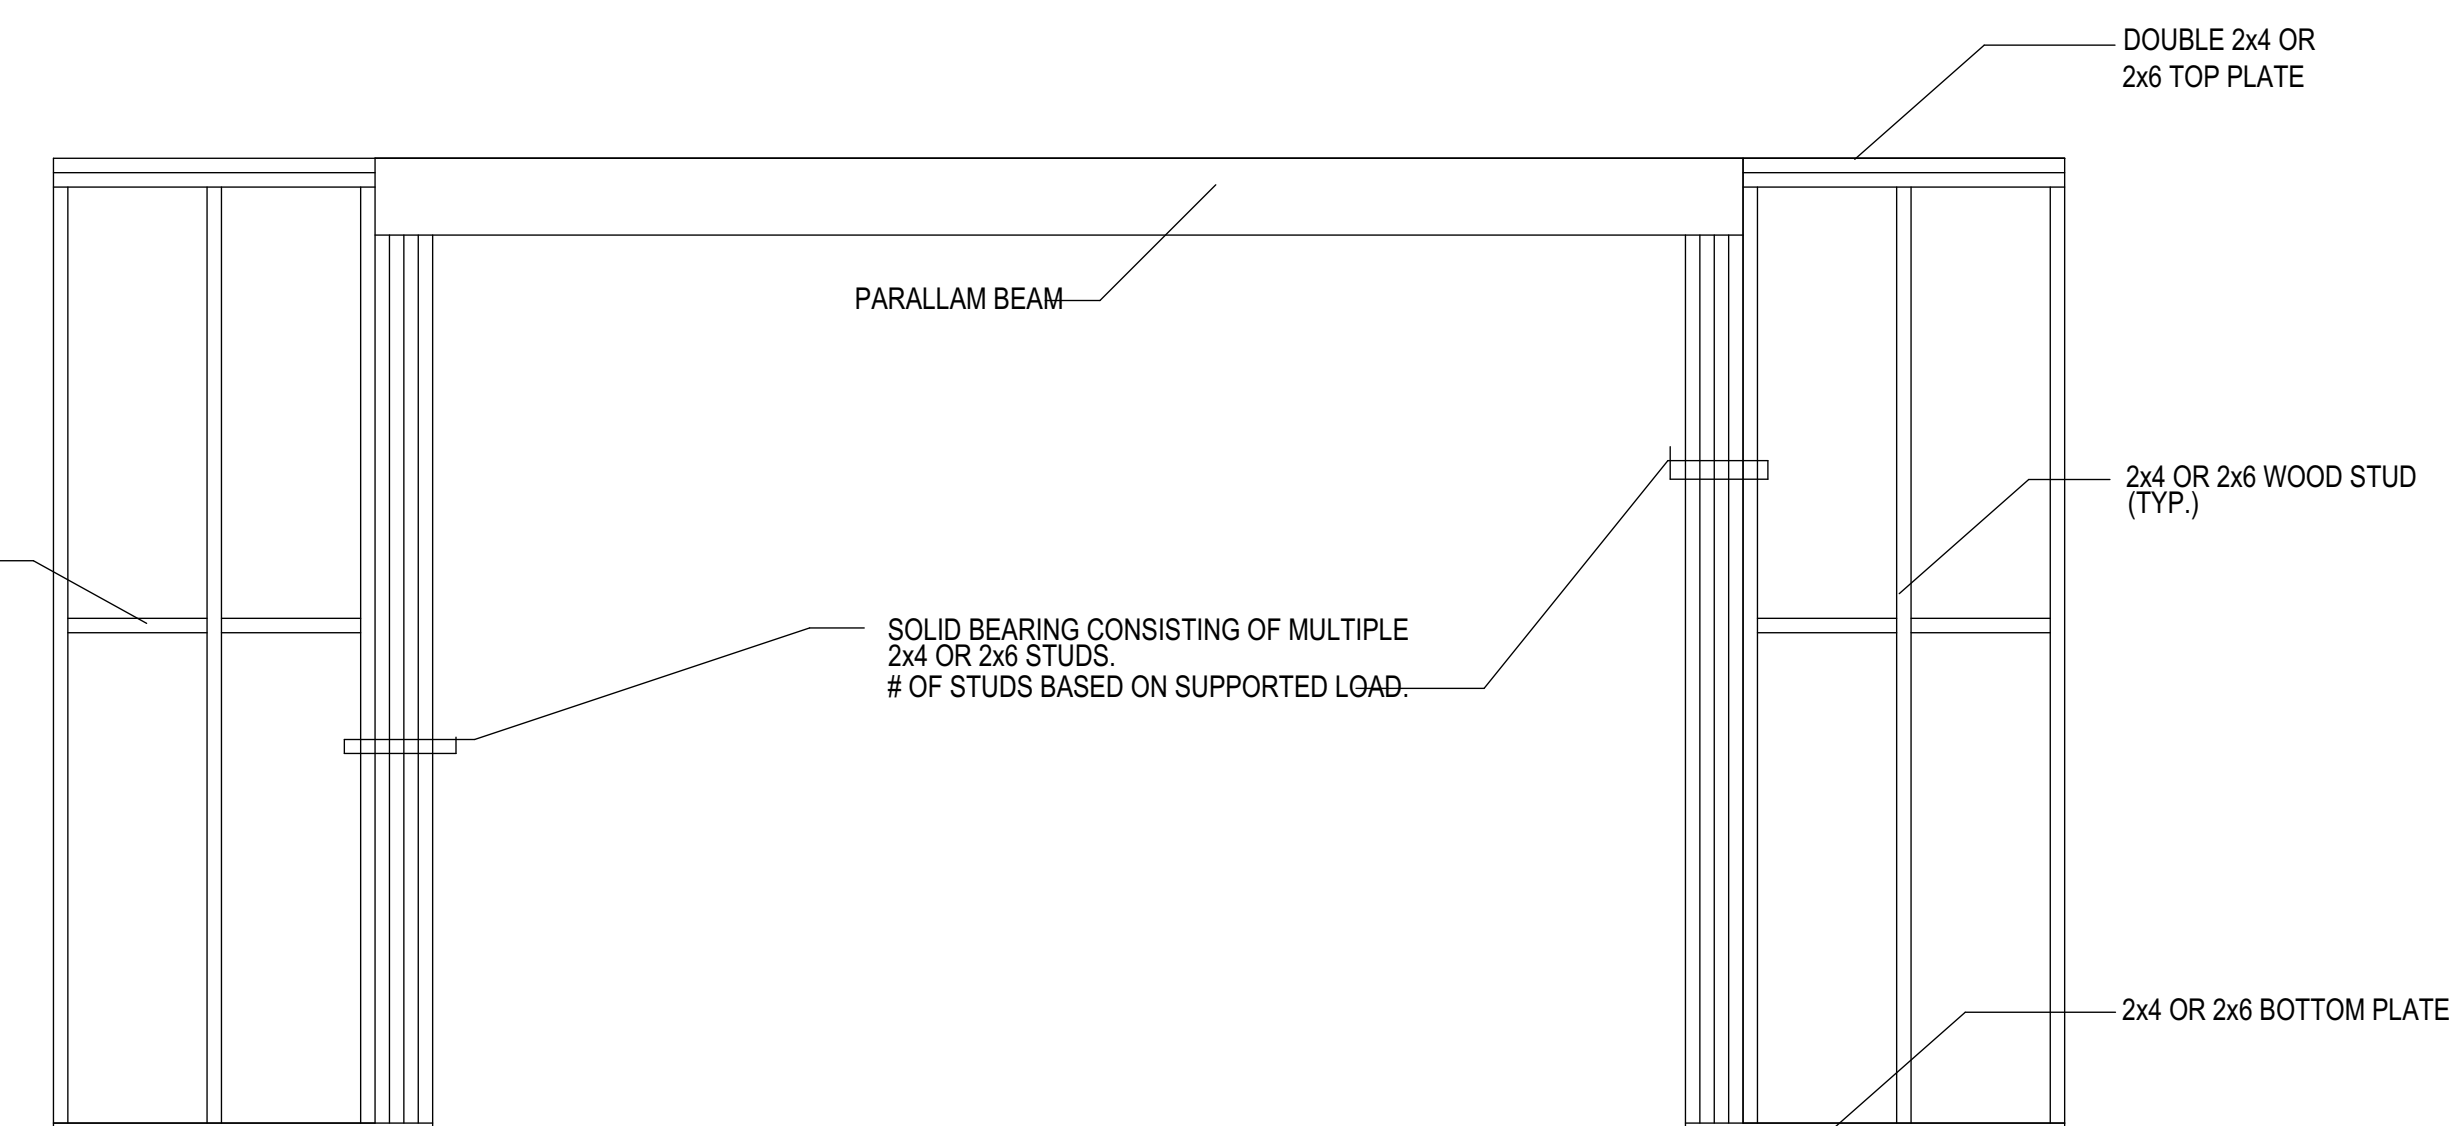 DOUBLE 2x4 OR
2x6 TOP PLATE
PARALLAM BEAM
2x4 OR 2x6 WOOD STUD
(TYP.)
SOLID BEARING CONSISTING OF MULTIPLE
2x4 OR 2x6 STUDS.
# OF STUDS BASED ON SUPPORTED LOAD.
2x4 OR 2x6 BOTTOM PLATE